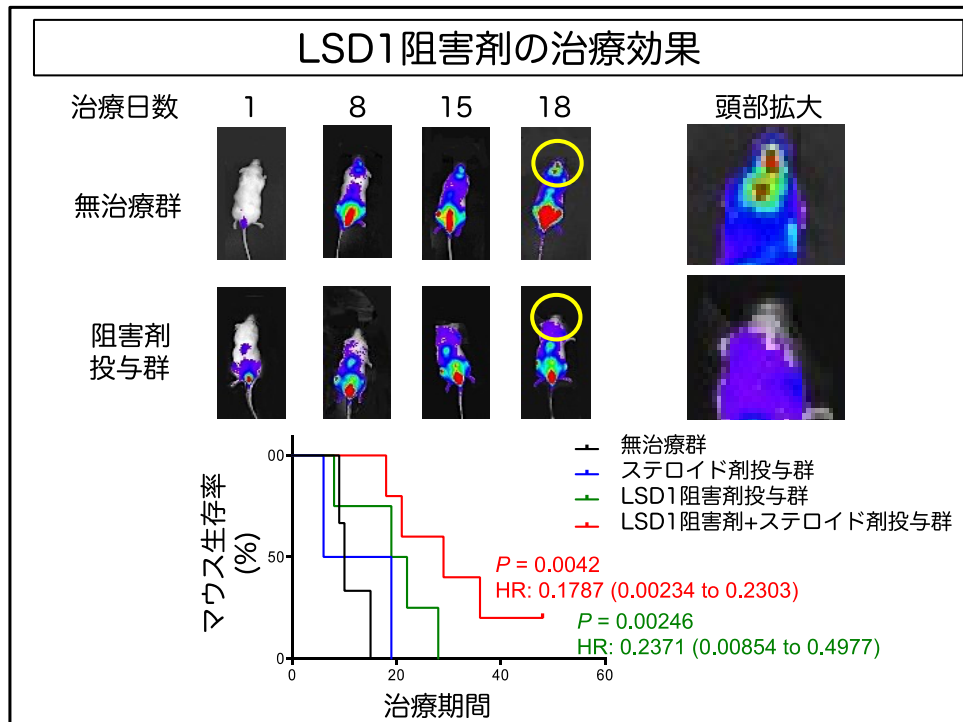 LSD1阻害剤の治療効果
治療日数 1 8 15 18 頭部拡大
無治療群
阻害剤
投与群
無治療群
ステロイド剤投与群
LSD1阻害剤投与群
LSD1阻害剤+ステロイド剤投与群
マウス生存率
(%)
00
50
0
P = 0.0042
HR: 0.1787 (0.00234 to 0.2303)
P = 0.00246
HR: 0.2371 (0.00854 to 0.4977)
0 20 40 60
治療期間